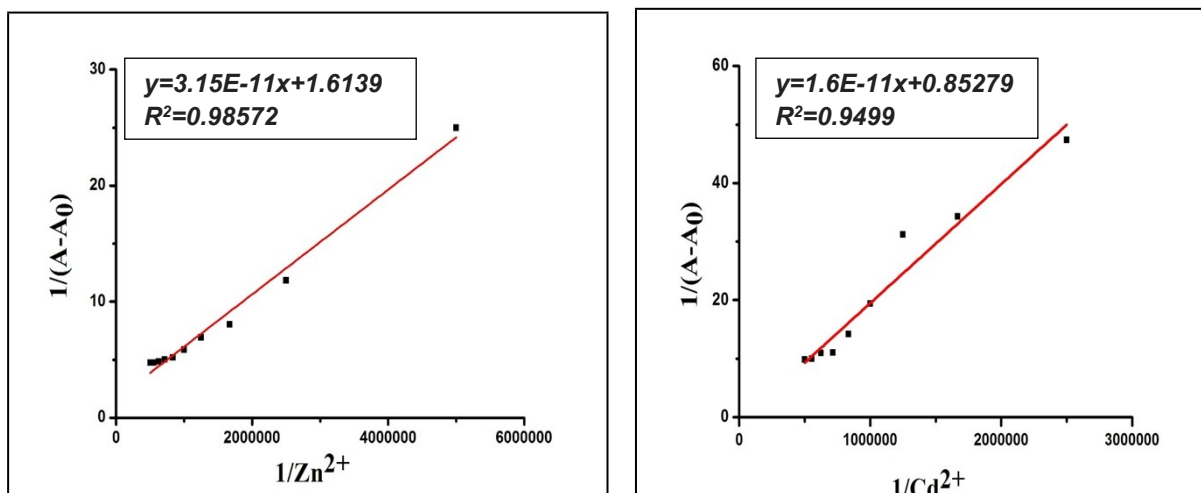 y=3.15E-11x+1.6139
R²=0.98572
30
20
10
0
1/(A-A₀)
0 2000000 4000000 6000000
1/Zn²⁺
y=1.6E-11x+0.85279
R²=0.9499
60
40
20
0
1/(A-A₀)
0 1000000 2000000 3000000
1/Cd²⁺